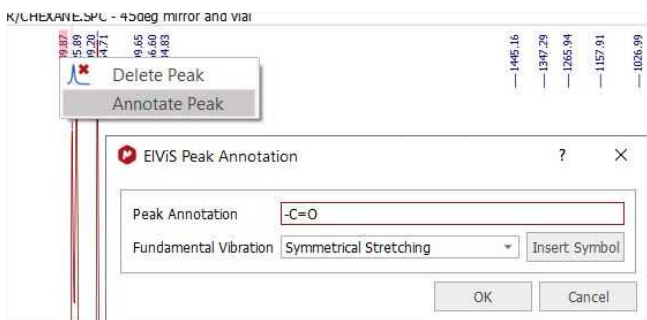 R/CHEXANE.SPC - 45deg mirror and vial
1445.16
1347.29
1265.94
1157.91
1026.99
Delete Peak
Annotate Peak
ElViS Peak Annotation ? ×
Peak Annotation -C=O
Fundamental Vibration Symmetrical Stretching Insert Symbol
OK Cancel